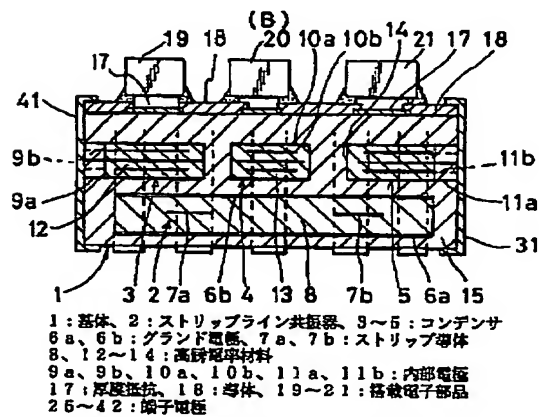 (B)
19 18 20 10a 10b 14 21 17 18
17
41
9b
9a
12
11b
11a
31
1 3 2 7a 6b 4 13 8 7b 5 6a 15
1:基体、2:ストリップライン共振器、3〜5:コンデンサ
6a、6b:グランド電極、7a、7b:ストリップ導体
8、12〜14:高誘電率材料
9a、9b、10a、10b、11a、11b:内部電極
17:厚膜抵抗、18:導体、19〜21:搭載電子部品
25〜42:端子電極